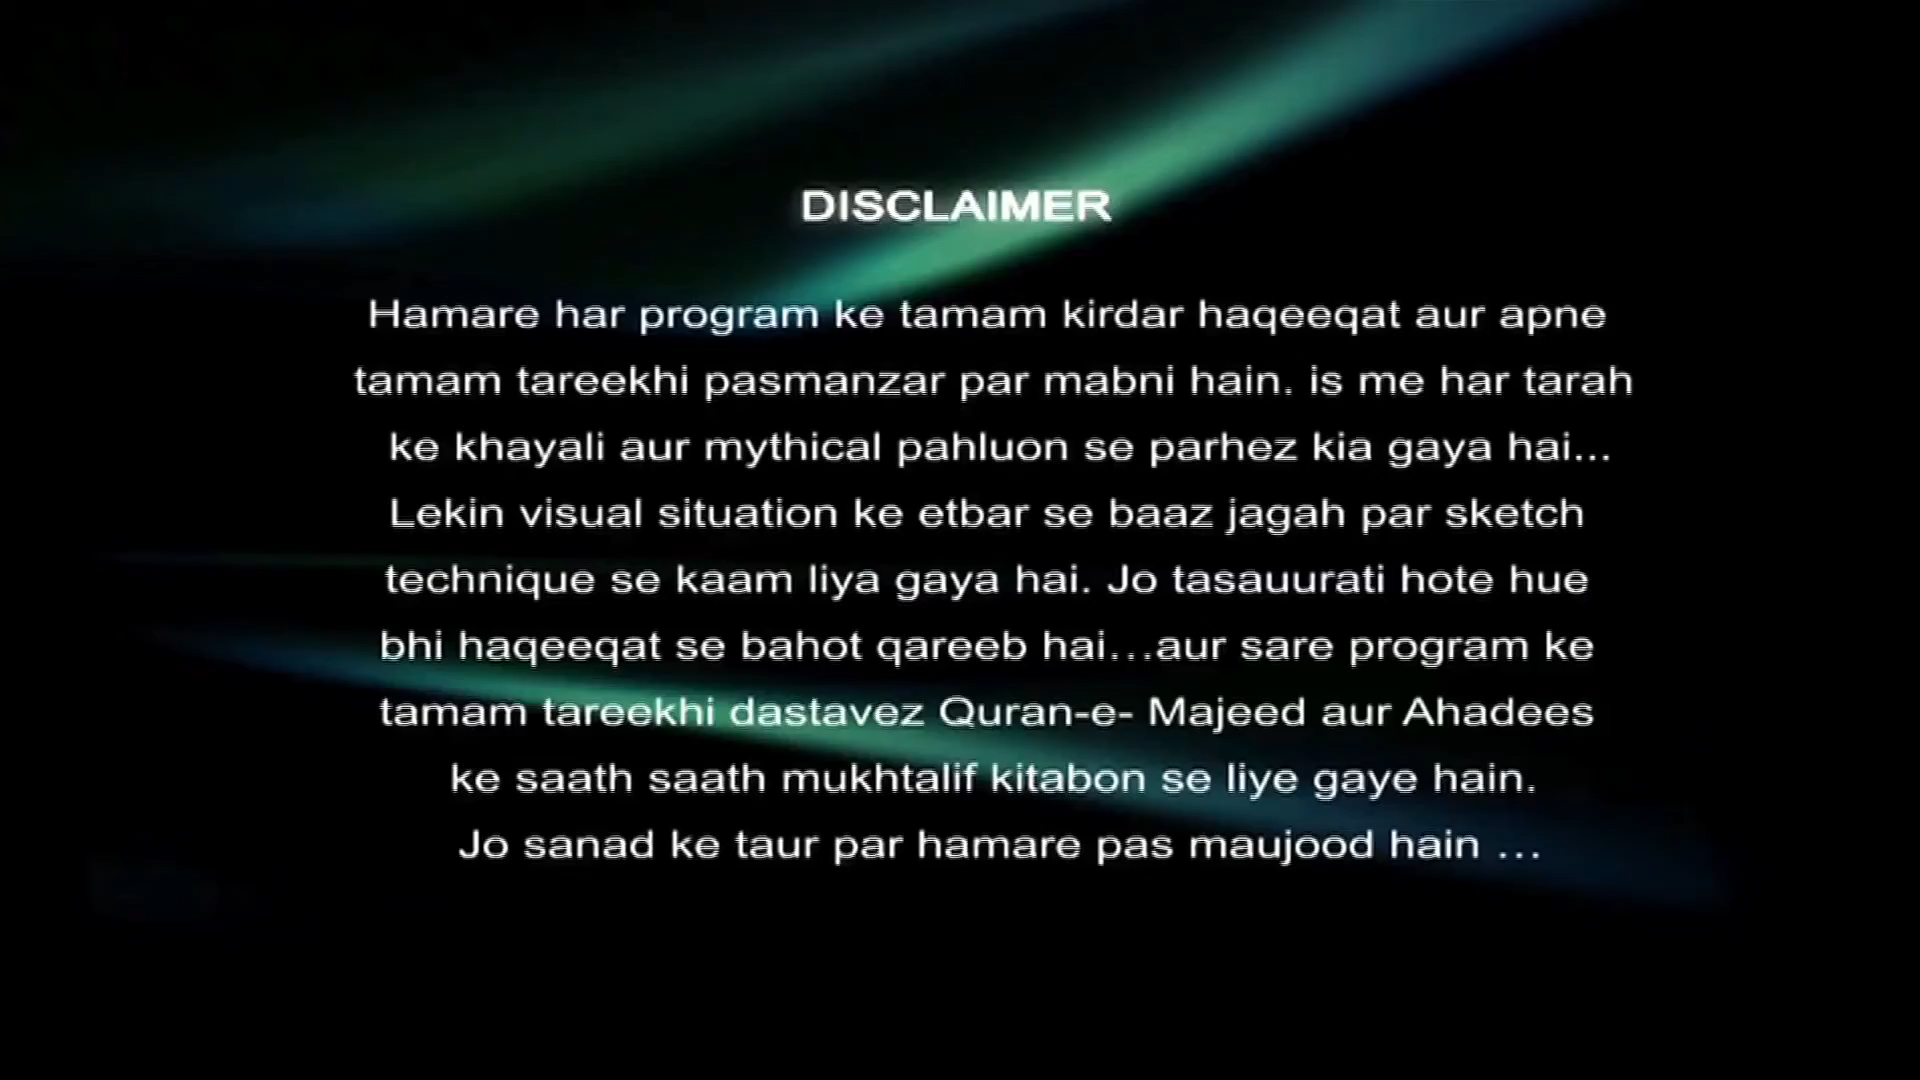 DISCLAIMER
Hamare har program ke tamam kirdar haqeeqat aur apne
tamam tareekhi pasmanzar par mabni hain. is me har tarah
ke khayali aur mythical pahluon se parhez kia gaya hai...
Lekin visual situation ke etbar se baaz jagah par sketch
technique se kaam liya gaya hai. Jo tasauurati hote hue
bhi haqeeqat se bahot qareeb hai...aur sare program ke
tamam tareekhi dastavez Quran-e- Majeed aur Ahadees
ke saath saath mukhtalif kitabon se liye gaye hain.
Jo sanad ke taur par hamare pas maujood hain ...